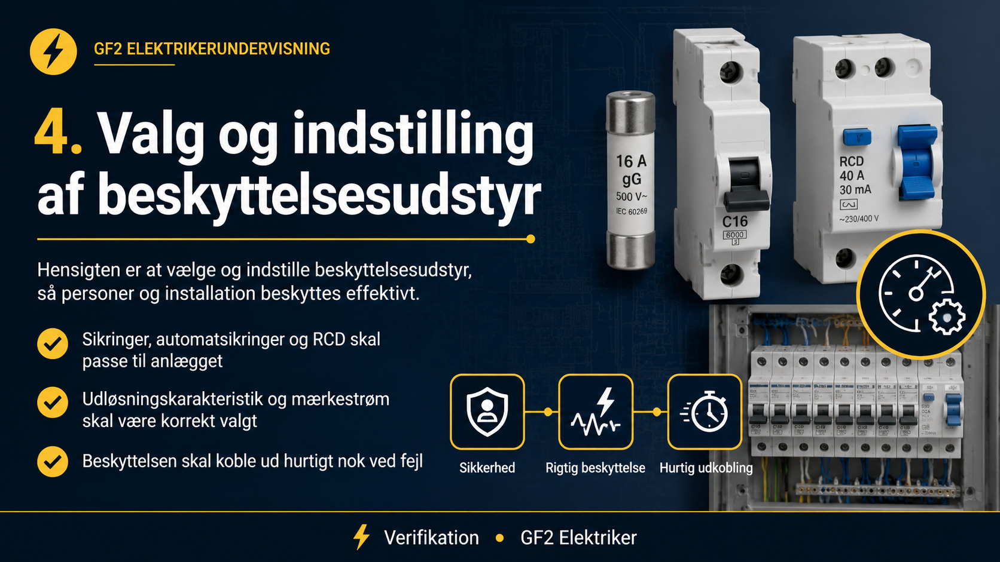 GF2 ELEKTRIKERUNDERVISNING
4. Valg og indstilling
af beskyttelsesudstyr
Hensigten er at vælge og indstille beskyttelsesudstyr,
så personer og installation beskyttes effektivt.
Sikringer, automatsikringer og RCD skal
passe til anlægget
Udløsningskarakteristik og mærkestrøm
skal være korrekt valgt
Beskyttelsen skal koble ud hurtigt nok ved fejl
16 A
gG
500 V~
IEC 60269
C16
6000
RCD
40 A
30 mA
~230/400 V
Sikkerhed
Rigtig beskyttelse
Hurtig udkobling
Verifikation • GF2 Elektriker